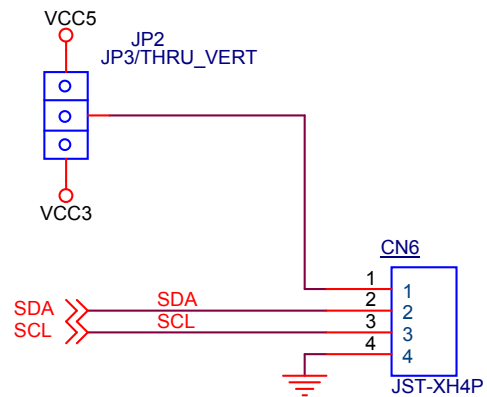 VCC5
JP2
JP3/THRU_VERT
VCC3
CN6
1 1
SDA SDA 2 2
SCL SCL 3 3
4 4
JST-XH4P